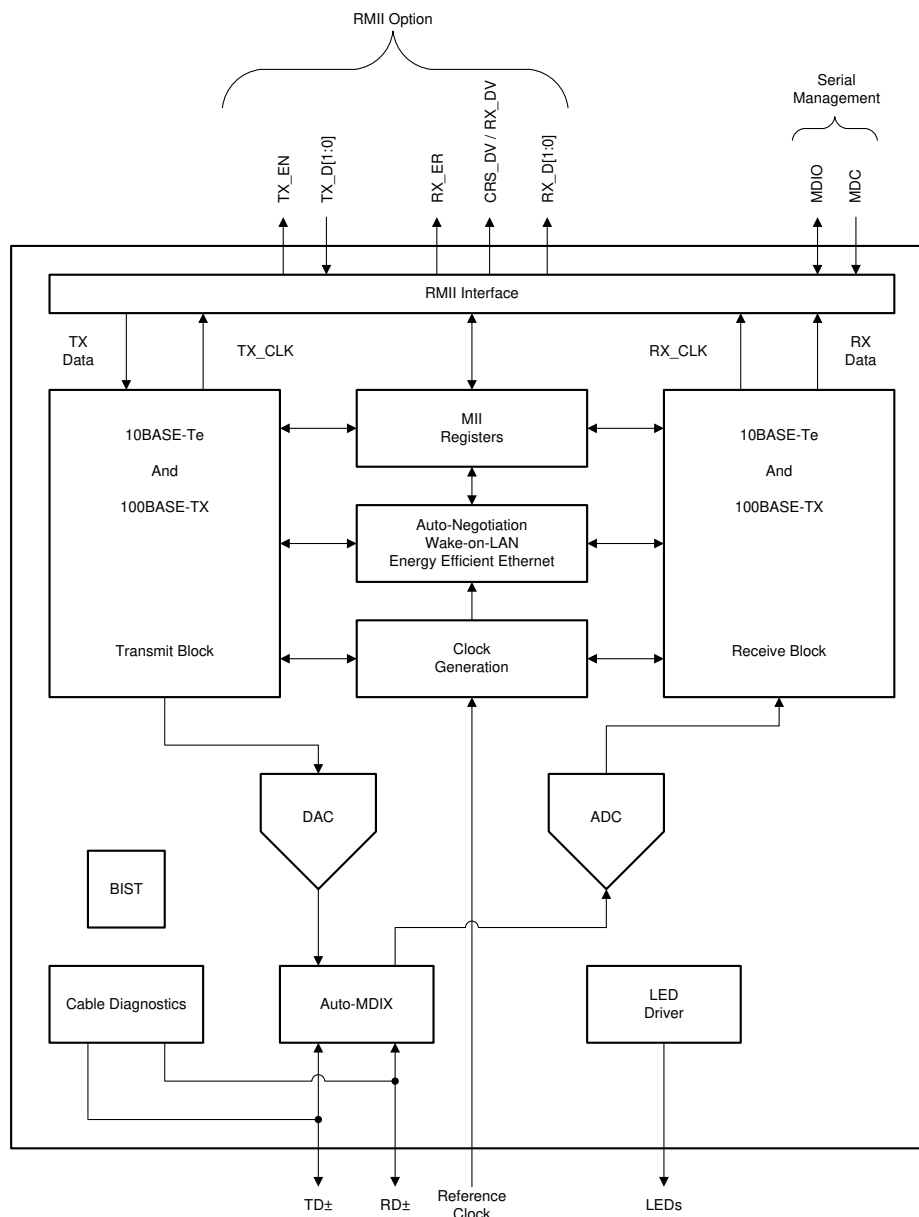 RMII Option
Serial
Management
TX_EN
TX_D[1:0]
RX_ER
CRS_DV / RX_DV
RX_D[1:0]
MDIO
MDC
RMII Interface
TX
Data
TX_CLK
RX_CLK
RX
Data
10BASE-Te
And
100BASE-TX
Transmit Block
MII
Registers
Auto-Negotiation
Wake-on-LAN
Energy Efficient Ethernet
Clock
Generation
10BASE-Te
And
100BASE-TX
Receive Block
DAC
ADC
BIST
Cable Diagnostics
Auto-MDIX
LED
Driver
TD±
RD±
Reference
Clock
LEDs